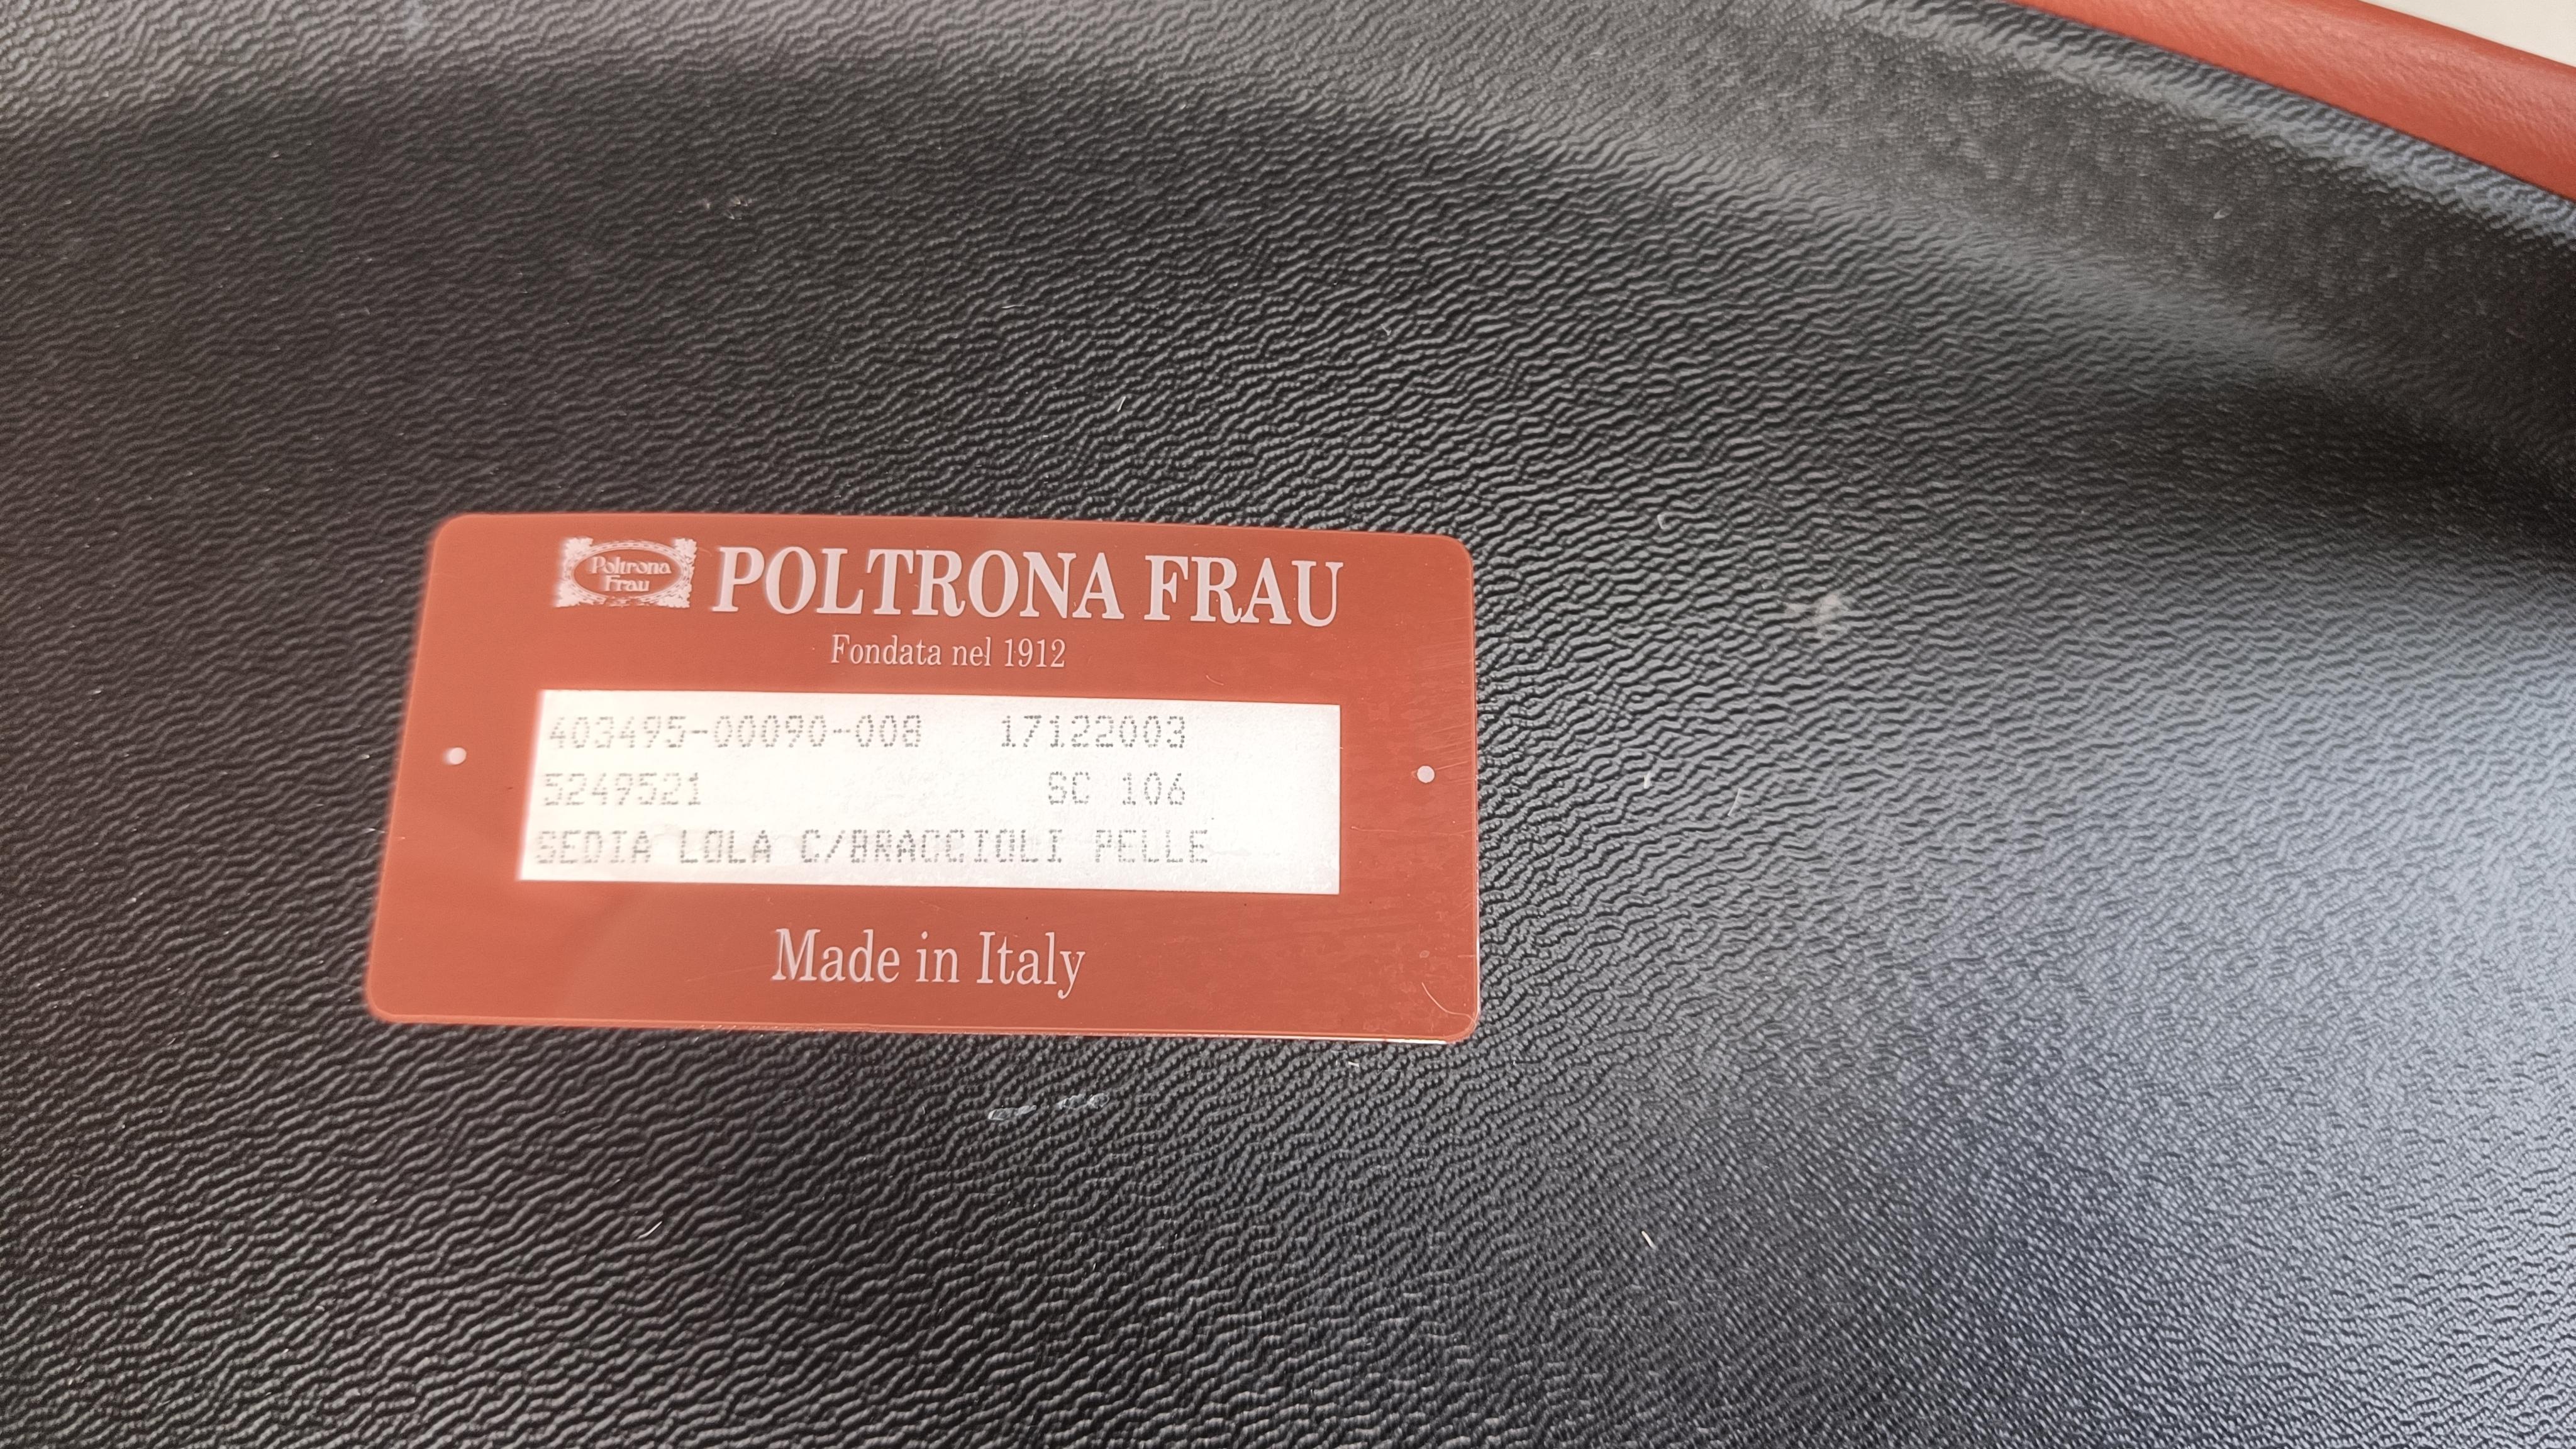 Poltrona
Frau
POLTRONA FRAU
Fondata nel 1912
403495-00090-008 17122003
5249521 SC 106
SEDIA LOLA C/BRACCIOLI PELLE
Made in Italy